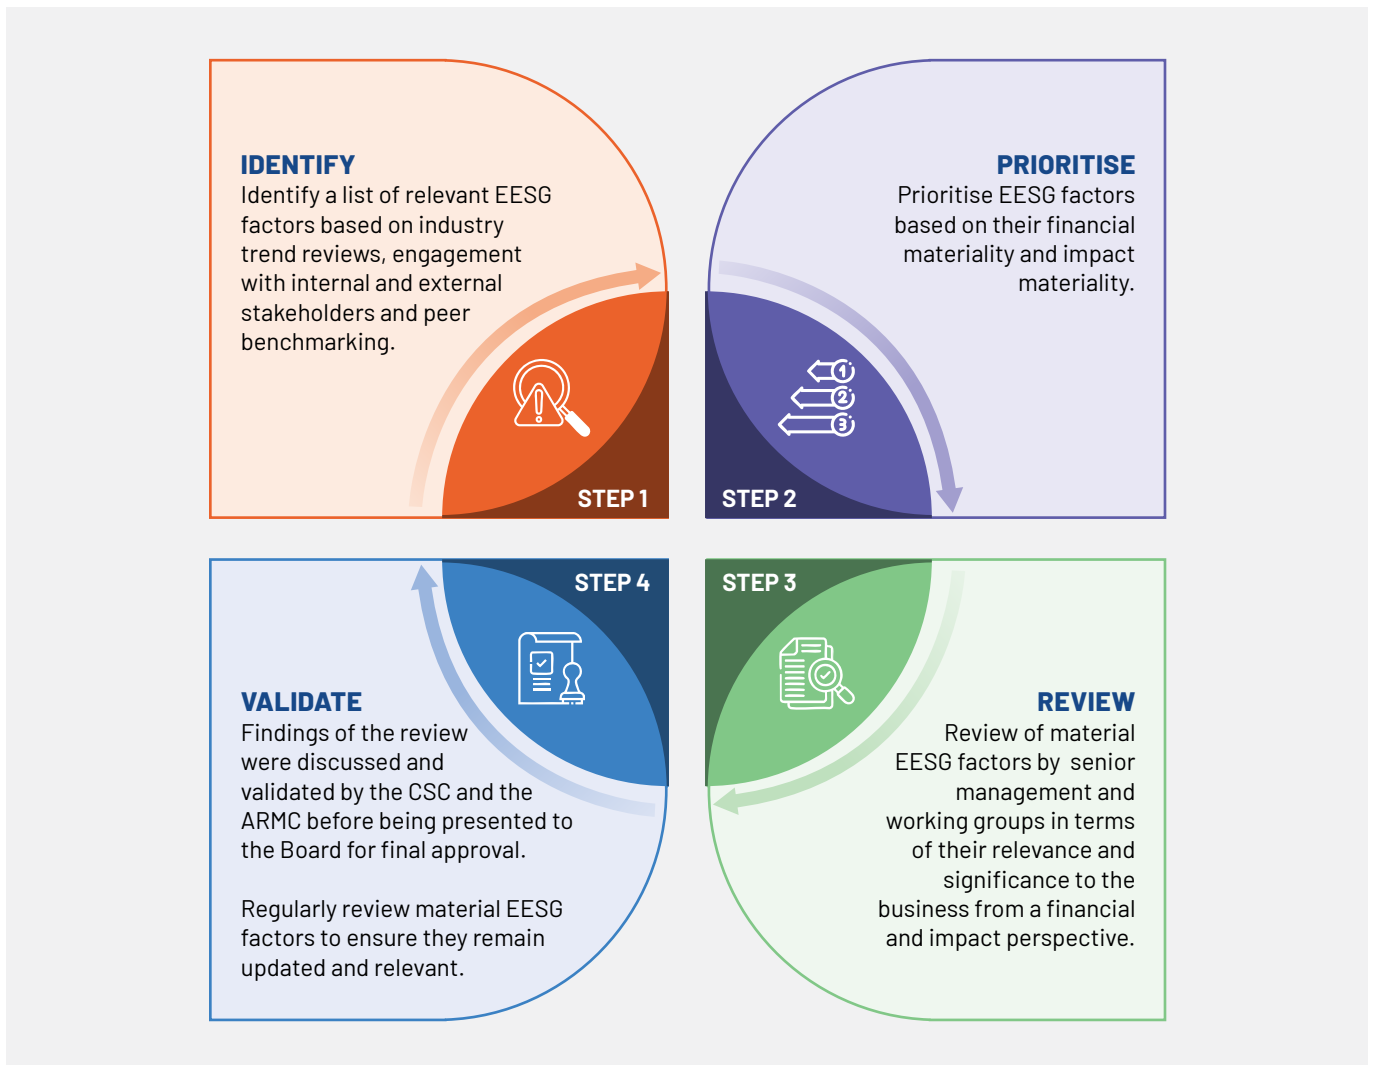 IDENTIFY
Identify a list of relevant EESG
factors based on industry
trend reviews, engagement
with internal and external
stakeholders and peer
benchmarking.
STEP 1
PRIORITISE
Prioritise EESG factors
based on their financial
materiality and impact
materiality.
1
2
3
STEP 2
STEP 3
REVIEW
Review of material
EESG factors by  senior
management and
working groups in terms
of their relevance and
significance to the
business from a financial
and impact perspective.
STEP 4
VALIDATE
Findings of the review
were discussed and
validated by the CSC and the
ARMC before being presented to
the Board for final approval.
Regularly review material EESG
factors to ensure they remain
updated and relevant.